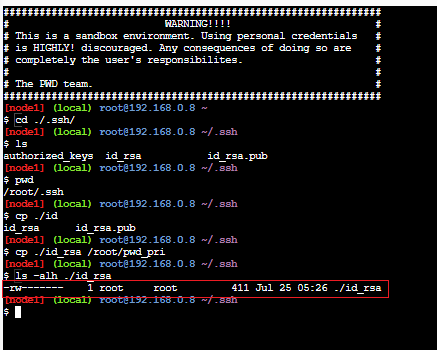 ################################################################
#                         WARNING!!!!                          #
# This is a sandbox environment. Using personal credentials    #
# is HIGHLY! discouraged. Any consequences of doing so are     #
# completely the user's responsibilites.                       #
#                                                              #
# The PWD team.                                                #
################################################################
[node1] (local) root@192.168.0.8 ~
$ cd ./.ssh/
[node1] (local) root@192.168.0.8 ~/.ssh
$ ls
authorized_keys  id_rsa           id_rsa.pub
[node1] (local) root@192.168.0.8 ~/.ssh
$ pwd
/root/.ssh
[node1] (local) root@192.168.0.8 ~/.ssh
$ cp ./id
id_rsa      id_rsa.pub
[node1] (local) root@192.168.0.8 ~/.ssh
$ cp ./id_rsa /root/pwd_pri
[node1] (local) root@192.168.0.8 ~/.ssh
$ ls -alh ./id_rsa
-rw-------    1 root     root         411 Jul 25 05:26 ./id_rsa
[node1] (local) root@192.168.0.8 ~/.ssh
$